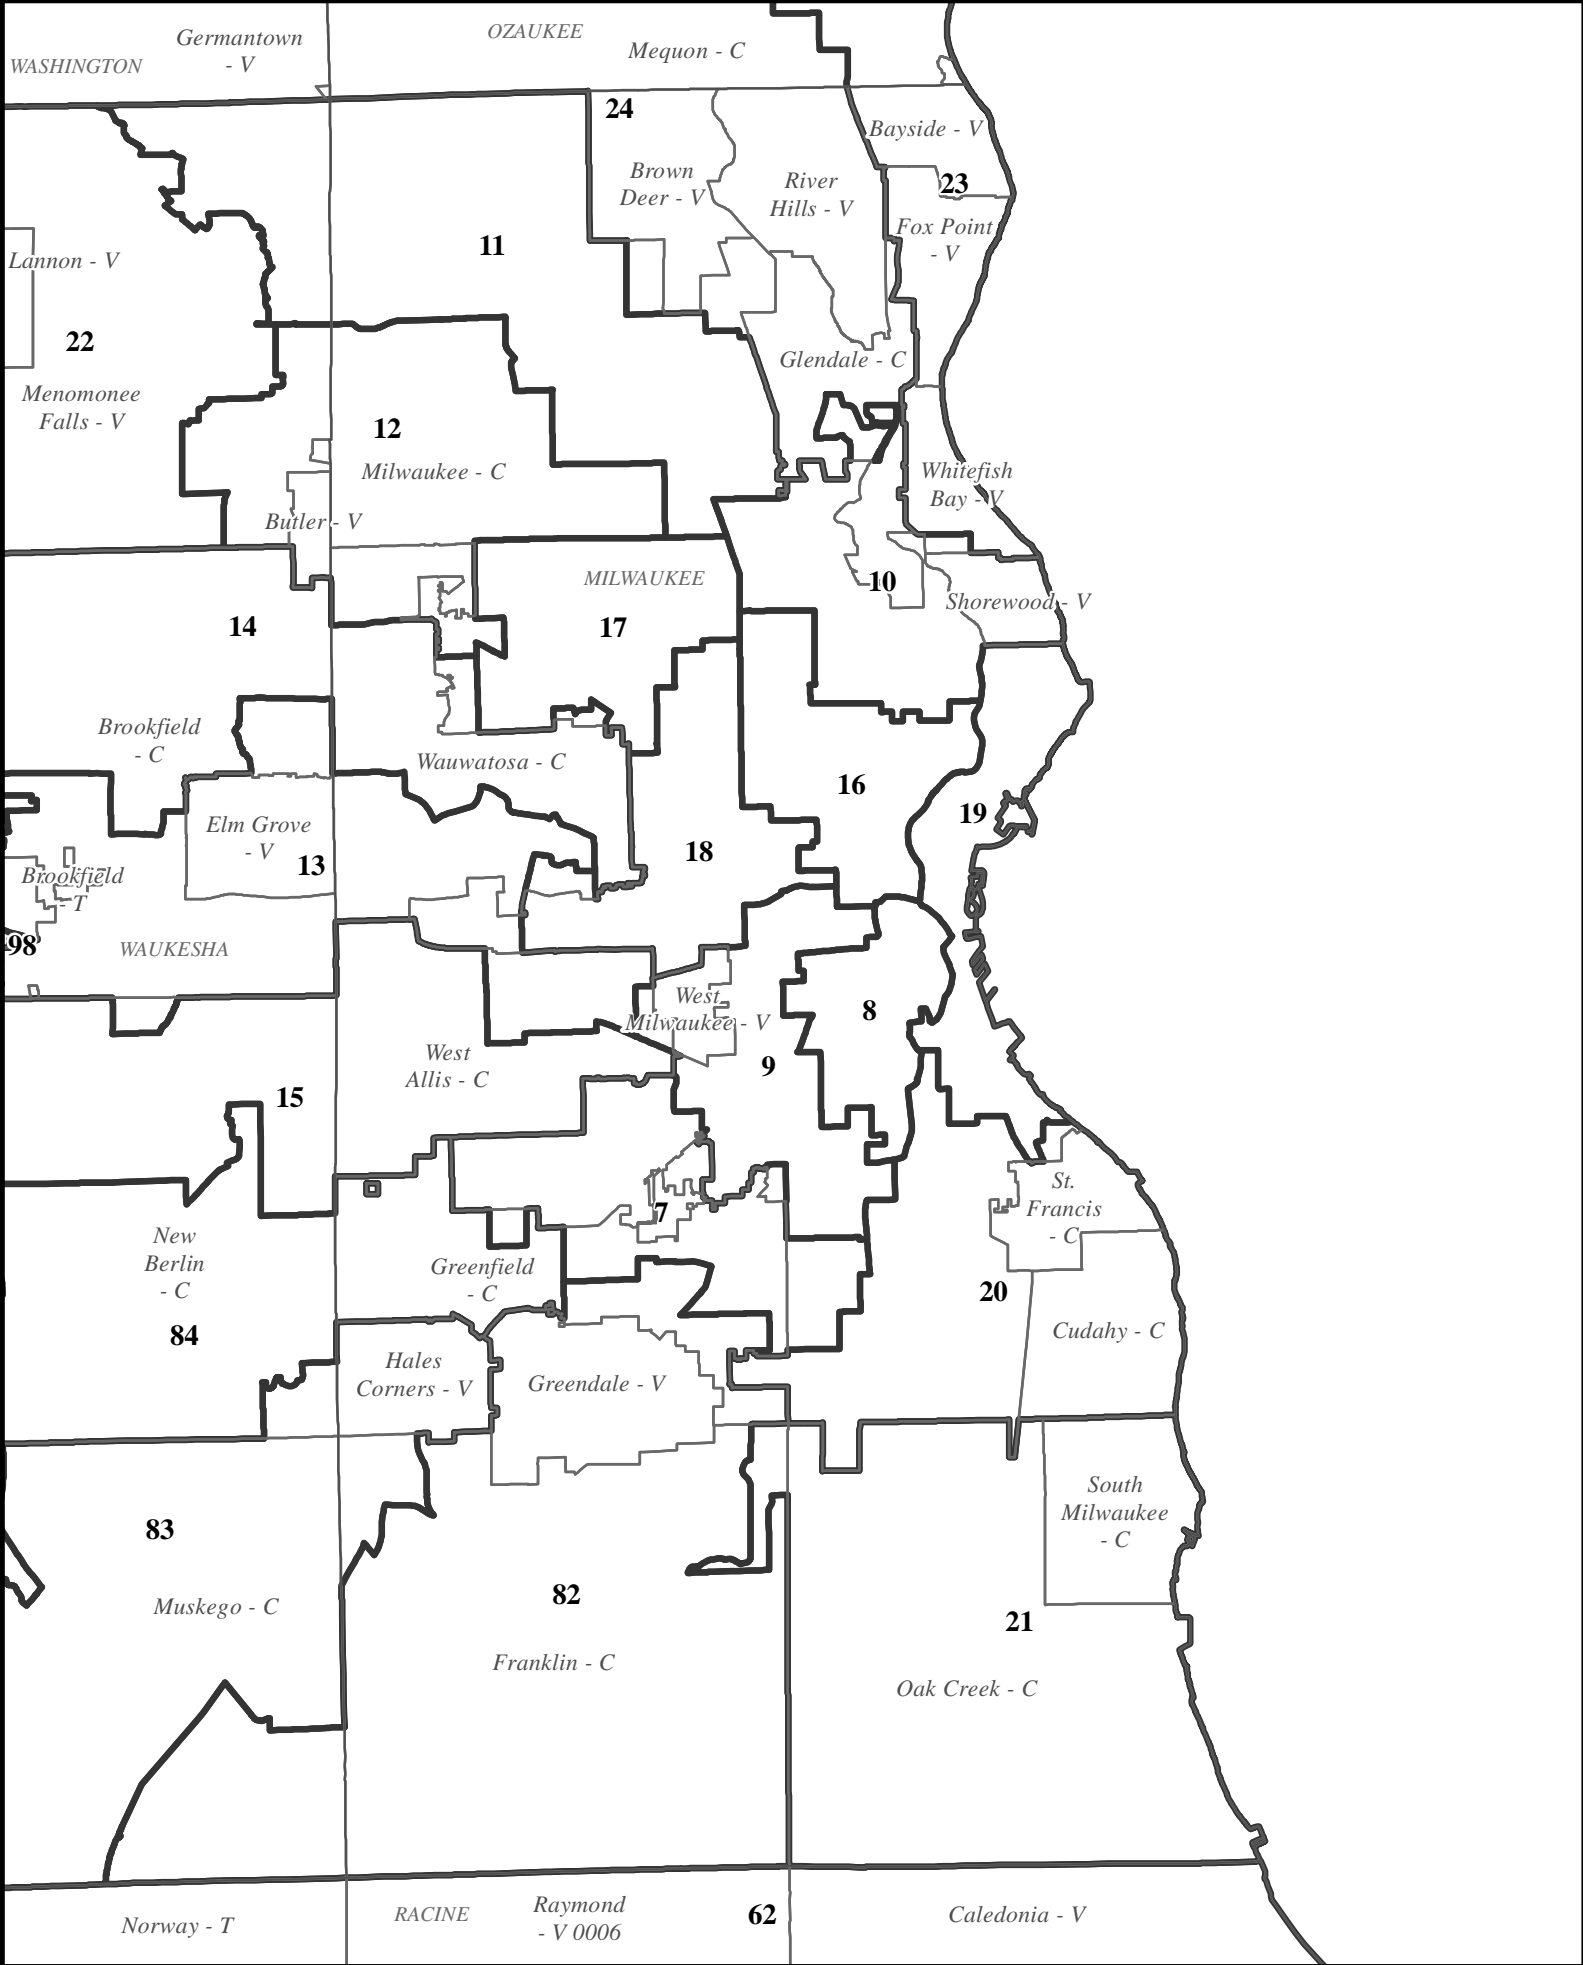 Germantown
- V
OZAUKEE
Mequon - C
WASHINGTON
24
Bayside - V
Brown
Deer - V
River
Hills - V
23
Fox Point
- V
11
Lannon - V
22
Glendale - C
Menomonee
Falls - V
12
Milwaukee - C
Whitefish
Bay - V
Butler - V
MILWAUKEE
10
Shorewood - V
14
17
Brookfield
- C
Wauwatosa - C
16
19
Elm Grove
- V
13
18
Brookfield
- T
98
WAUKESHA
West
Milwaukee - V
8
West
Allis - C
9
15
St.
Francis
- C
7
New
Berlin
- C
Greenfield
- C
20
84
Cudahy - C
Hales
Corners - V
Greendale - V
South
Milwaukee
- C
83
82
Muskego - C
21
Franklin - C
Oak Creek - C
Norway - T
RACINE
Raymond
- V 0006
62
Caledonia - V